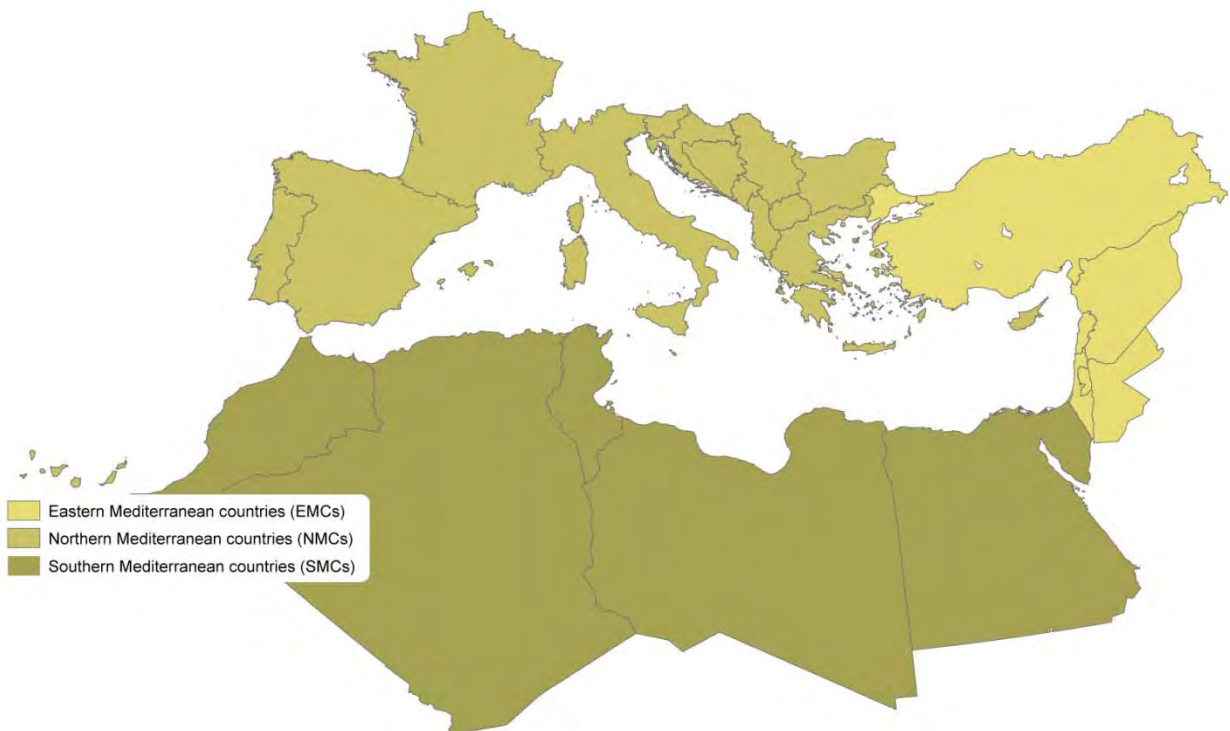 Eastern Mediterranean countries (EMCs)
Northern Mediterranean countries (NMCs)
Southern Mediterranean countries (SMCs)